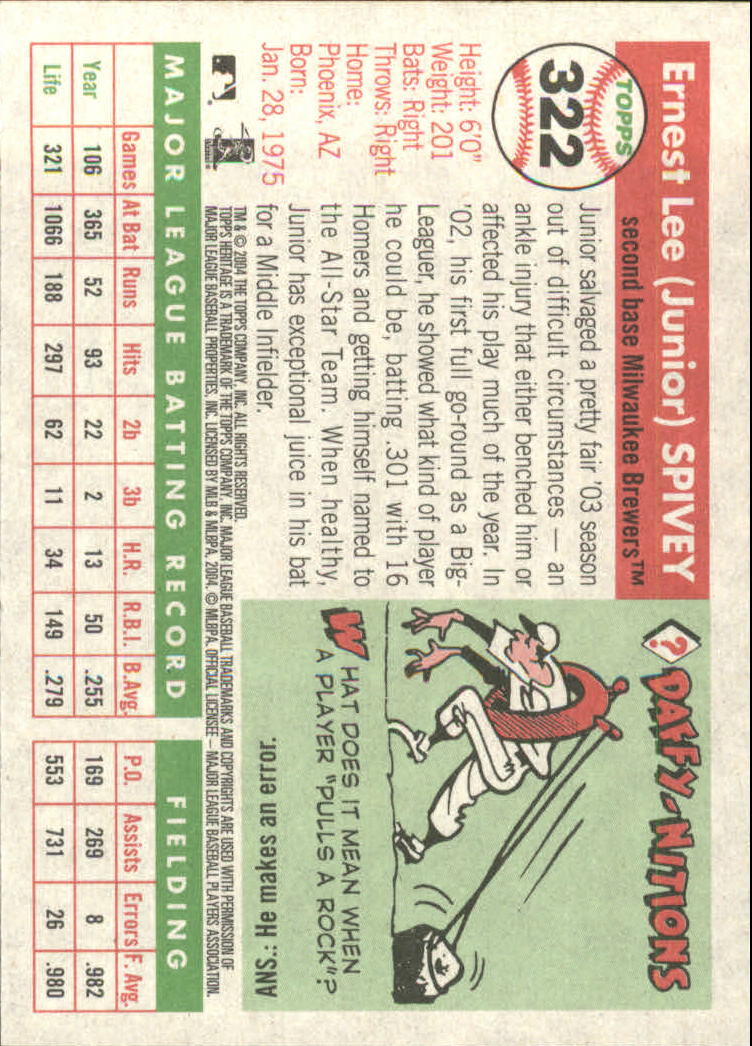 TOPPS
322
Ernest Lee (Junior) SPIVEY
second base Milwaukee Brewers™
Height: 6'0"
Weight: 201
Bats: Right
Throws: Right
Home:
Phoenix, AZ
Born:
Jan. 28, 1975
Junior salvaged a pretty fair '03 season
out of difficult circumstances — an
ankle injury that either benched him or
affected his play much of the year. In
'02, his first full go-round as a Big-
Leaguer, he showed what kind of player
he could be, batting .301 with 16
Homers and getting himself named to
the All-Star Team. When healthy,
Junior has exceptional juice in his bat
for a Middle Infielder.
? DAFFY-NITIONS
WHAT DOES IT MEAN WHEN
A PLAYER "PULLS A ROCK"?
ANS.: He makes an error.
TM & © 2004 THE TOPPS COMPANY, INC. ALL RIGHTS RESERVED.
TOPPS HERITAGE IS A TRADEMARK OF THE TOPPS COMPANY, INC. MAJOR LEAGUE BASEBALL TRADEMARKS AND COPYRIGHTS ARE USED WITH PERMISSION OF
MAJOR LEAGUE BASEBALL PROPERTIES, INC. LICENSED BY MLB & MLBPA, 2004. © MLBPA. OFFICIAL LICENSEE – MAJOR LEAGUE BASEBALL PLAYERS ASSOCIATION.
MAJOR LEAGUE BATTING RECORD
FIELDING
Games At Bat Runs Hits 2b 3b H.R. R.B.I. B.Avg. P.O. Assists Errors F. Avg.
Year 106 365 52 93 22 2 13 50 .255 169 269 8 .982
Life 321 1066 188 297 62 11 34 149 .279 553 731 26 .980